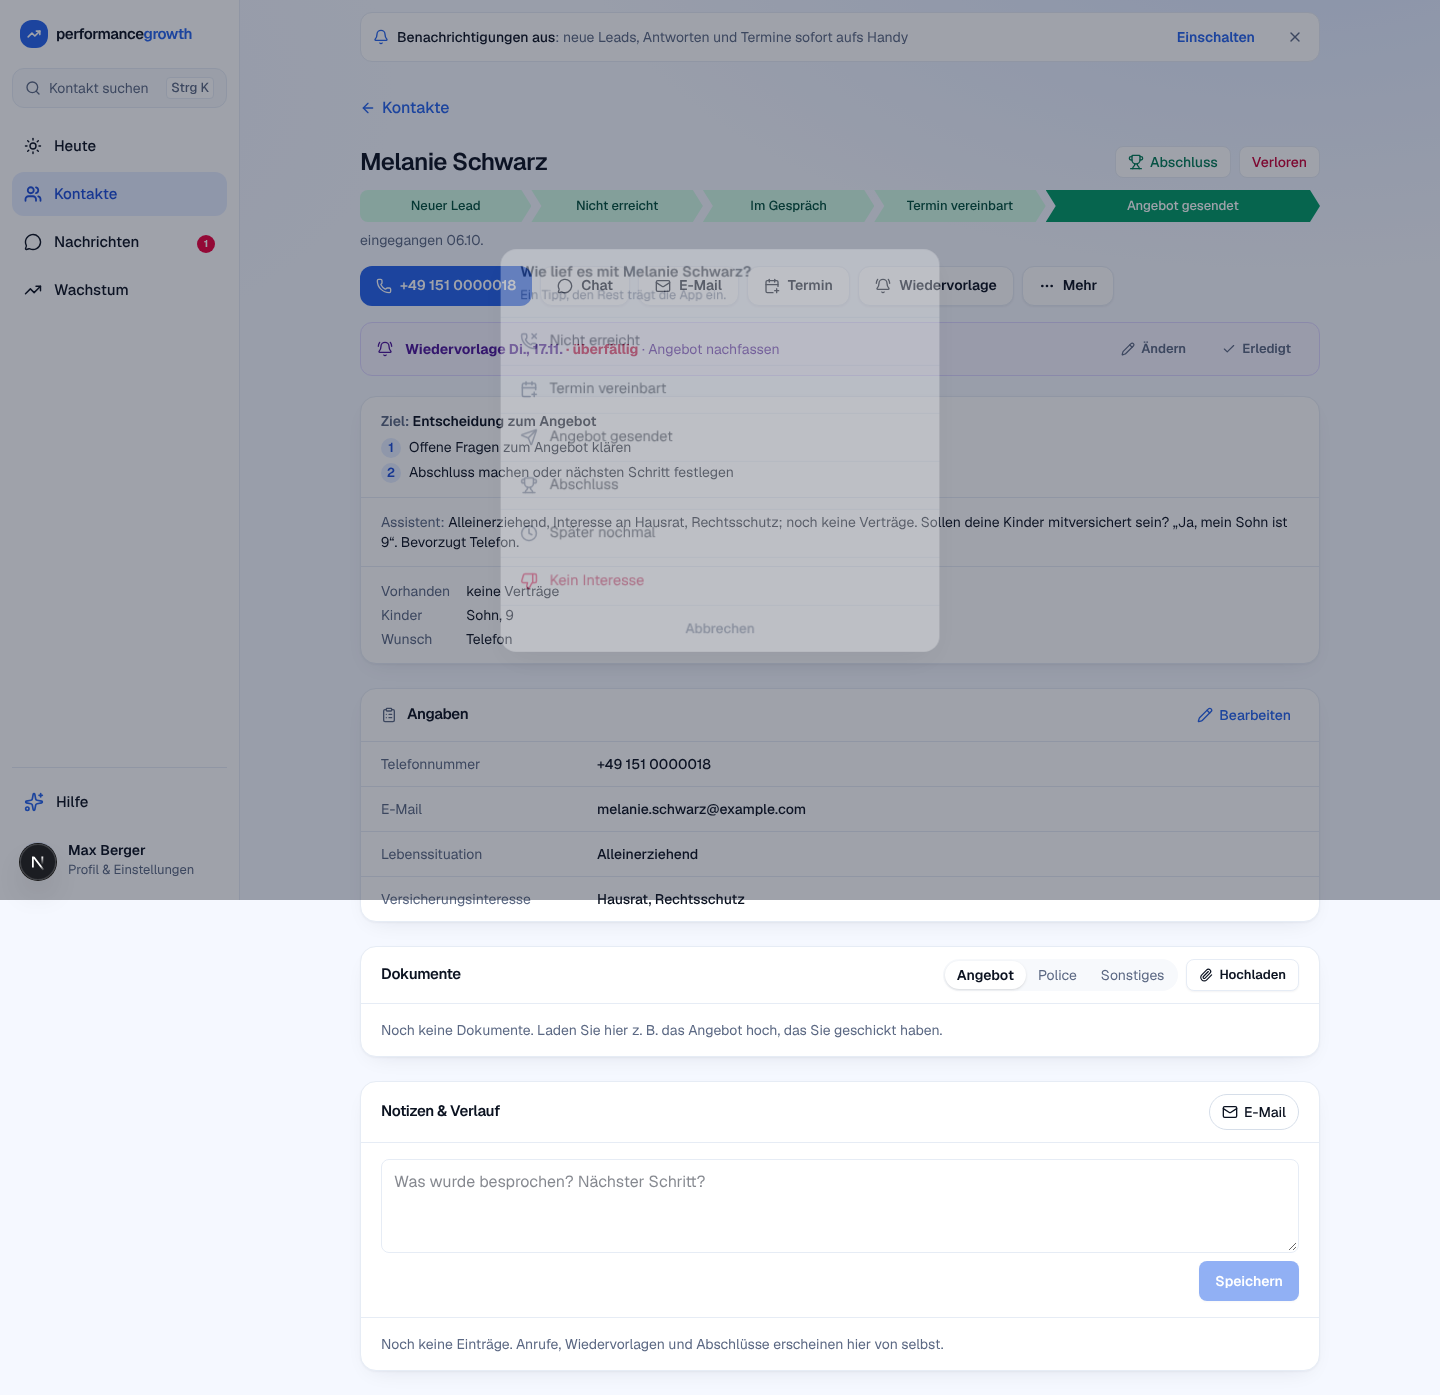 performancegrowth
Kontakt suchen Strg K
Heute
Kontakte
Nachrichten 1
Wachstum
Hilfe
N
Max Berger
Profil & Einstellungen
Benachrichtigungen aus: neue Leads, Antworten und Termine sofort aufs Handy Einschalten
Kontakte
Melanie Schwarz Abschluss Verloren
Neuer Lead Nicht erreicht Im Gespräch Termin vereinbart Angebot gesendet
eingegangen 06.10.
+49 151 0000018 Chat E-Mail Termin Wiedervorlage Mehr
Wiedervorlage Di., 17.11. · überfällig · Angebot nachfassen Ändern Erledigt
Ziel: Entscheidung zum Angebot
1 Offene Fragen zum Angebot klären
2 Abschluss machen oder nächsten Schritt festlegen
Assistent: Alleinerziehend, Interesse an Hausrat, Rechtsschutz; noch keine Verträge. Sollen deine Kinder mitversichert sein? „Ja, mein Sohn ist
9“. Bevorzugt Telefon.
Vorhanden keine Verträge
Kinder Sohn, 9
Wunsch Telefon
Wie lief es mit Melanie Schwarz?
Ein Tipp, den Rest trägt die App ein.
Nicht erreicht
Termin vereinbart
Angebot gesendet
Abschluss
Später nochmal
Kein Interesse
Abbrechen
Angaben Bearbeiten
Telefonnummer +49 151 0000018
E-Mail melanie.schwarz@example.com
Lebenssituation Alleinerziehend
Versicherungsinteresse Hausrat, Rechtsschutz
Dokumente Angebot Police Sonstiges Hochladen
Noch keine Dokumente. Laden Sie hier z. B. das Angebot hoch, das Sie geschickt haben.
Notizen & Verlauf E-Mail
Was wurde besprochen? Nächster Schritt?
Speichern
Noch keine Einträge. Anrufe, Wiedervorlagen und Abschlüsse erscheinen hier von selbst.